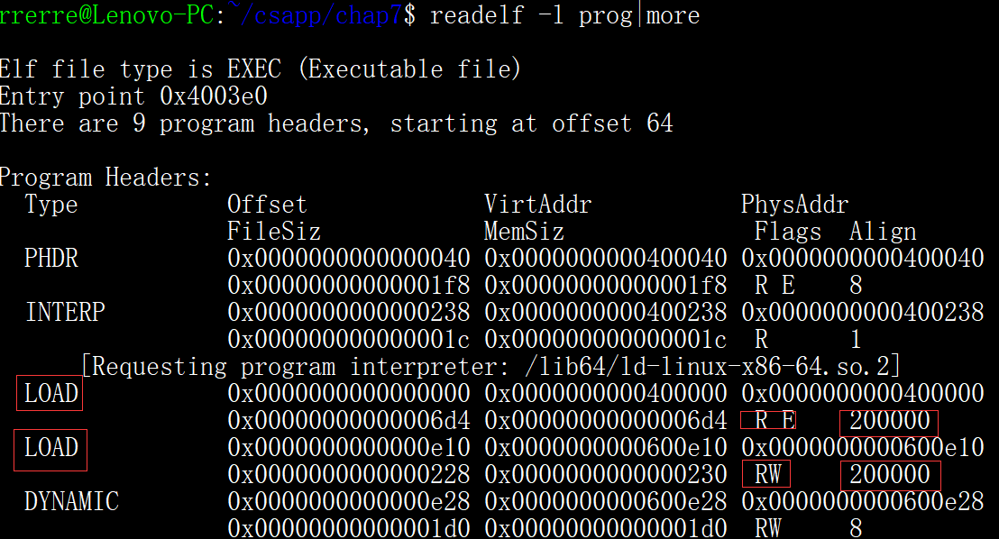 rrerre@Lenovo-PC:~/csapp/chap7$ readelf -l prog|more
Elf file type is EXEC (Executable file)
Entry point 0x4003e0
There are 9 program headers, starting at offset 64
Program Headers:
Type Offset VirtAddr PhysAddr
FileSiz MemSiz Flags Align
PHDR 0x0000000000000040 0x0000000000400040 0x0000000000400040
0x00000000000001f8 0x00000000000001f8 R E 8
INTERP 0x0000000000000238 0x0000000000400238 0x0000000000400238
0x000000000000001c 0x000000000000001c R 1
[Requesting program interpreter: /lib64/ld-linux-x86-64.so.2]
LOAD 0x0000000000000000 0x0000000000400000 0x0000000000400000
0x00000000000006d4 0x00000000000006d4 R E 200000
LOAD 0x0000000000000e10 0x0000000000600e10 0x0000000000600e10
0x0000000000000228 0x0000000000000230 RW 200000
DYNAMIC 0x0000000000000e28 0x0000000000600e28 0x0000000000600e28
0x00000000000001d0 0x00000000000001d0 RW 8